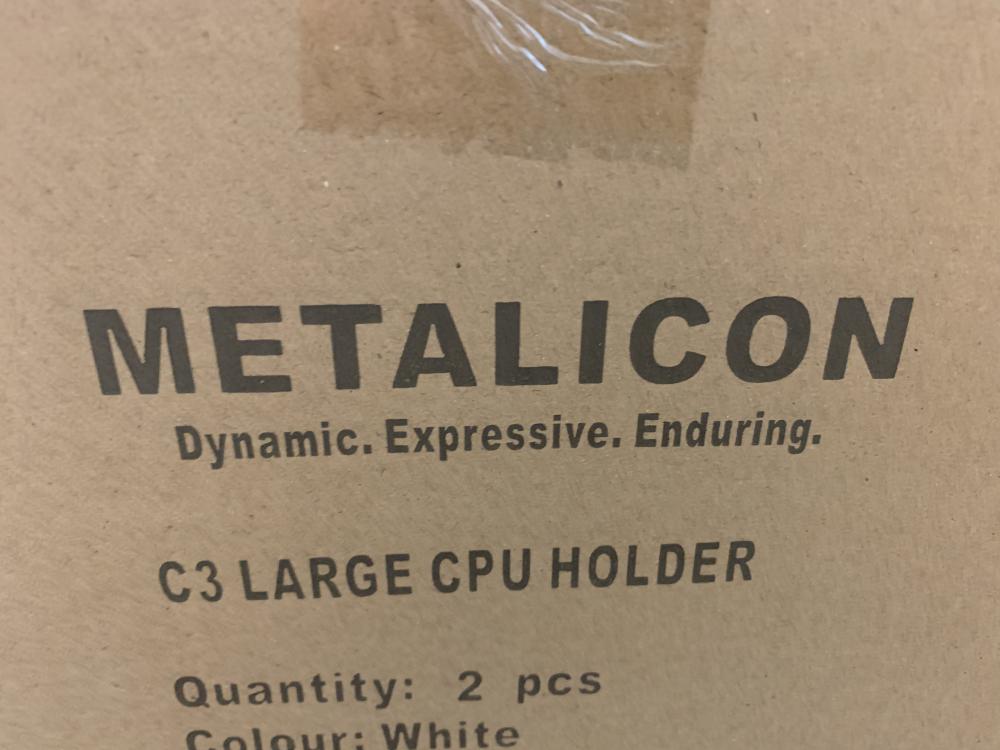 METALICON
Dynamic. Expressive. Enduring.
C3 LARGE CPU HOLDER
Quantity: 2 pcs
Colour: White